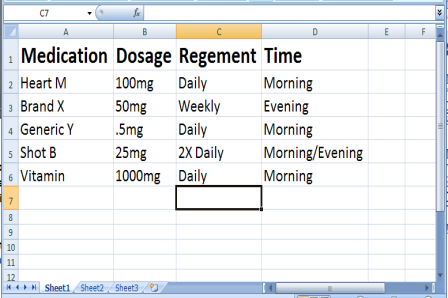 C7 fx
A B C D E F
1 Medication Dosage Regement Time
2 Heart M 100mg Daily Morning
3 Brand X 50mg Weekly Evening
4 Generic Y .5mg Daily Morning
5 Shot B 25mg 2X Daily Morning/Evening
6 Vitamin 1000mg Daily Morning
7
8
9
10
11
12
Sheet1 Sheet2 Sheet3